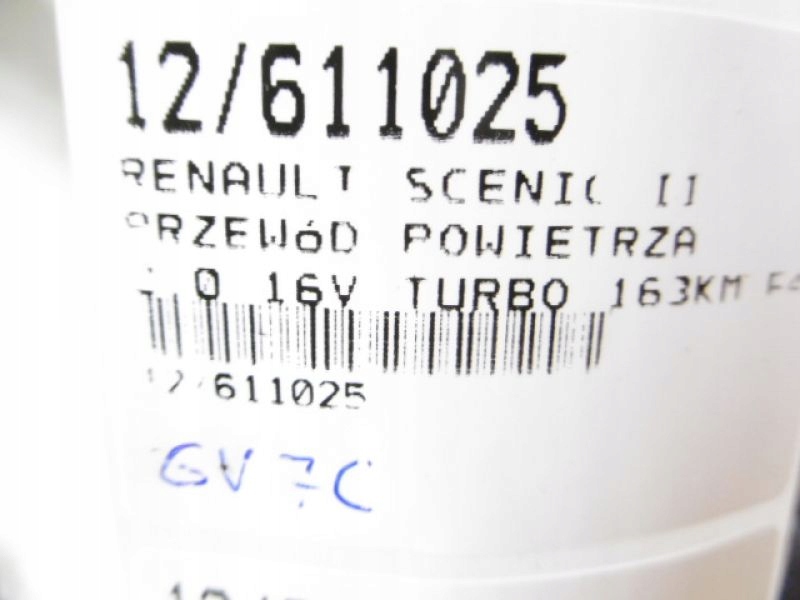 12/611025
RENAULT SCENIC II
PRZEWóD POWIETRZA
0 16V TURBO 163KM
12/611025
GV7C